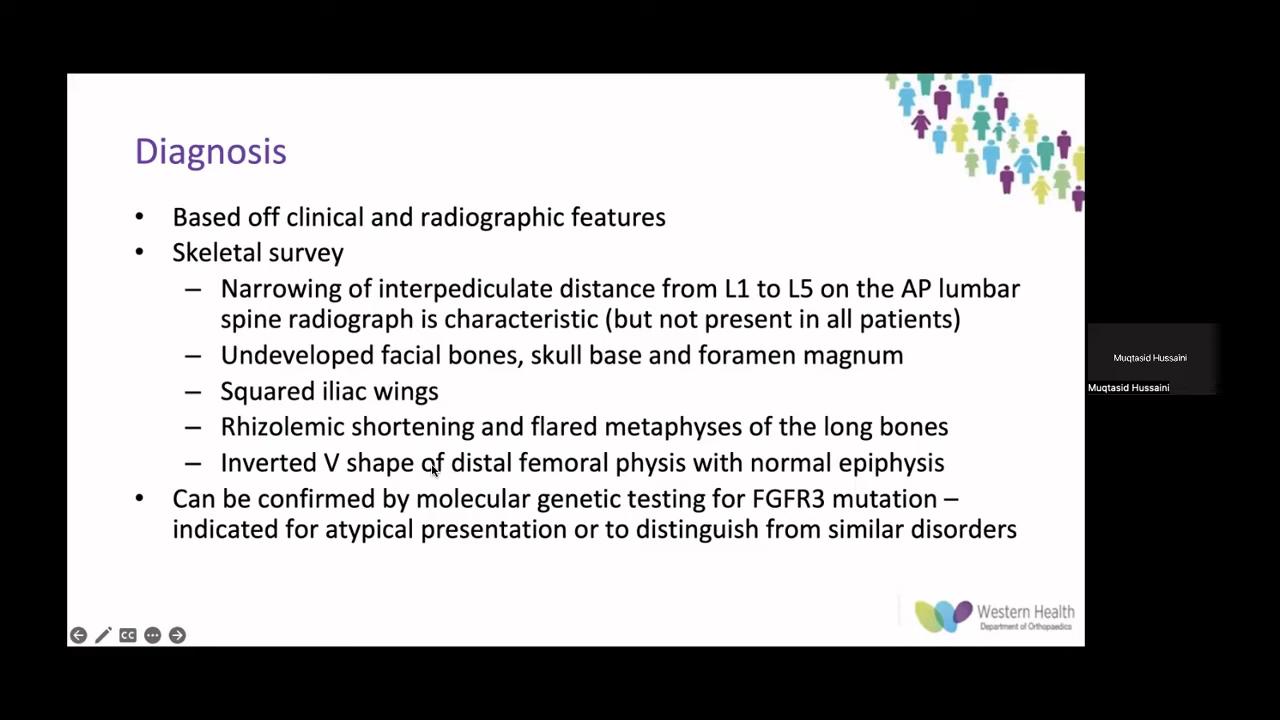 Diagnosis
• Based off clinical and radiographic features
• Skeletal survey
– Narrowing of interpediculate distance from L1 to L5 on the AP lumbar
spine radiograph is characteristic (but not present in all patients)
– Undeveloped facial bones, skull base and foramen magnum
– Squared iliac wings
– Rhizolemic shortening and flared metaphyses of the long bones
– Inverted V shape of distal femoral physis with normal epiphysis
• Can be confirmed by molecular genetic testing for FGFR3 mutation –
indicated for atypical presentation or to distinguish from similar disorders
Muqtasid Hussaini
Muqtasid Hussaini
Western Health
Department of Orthopaedics
CC